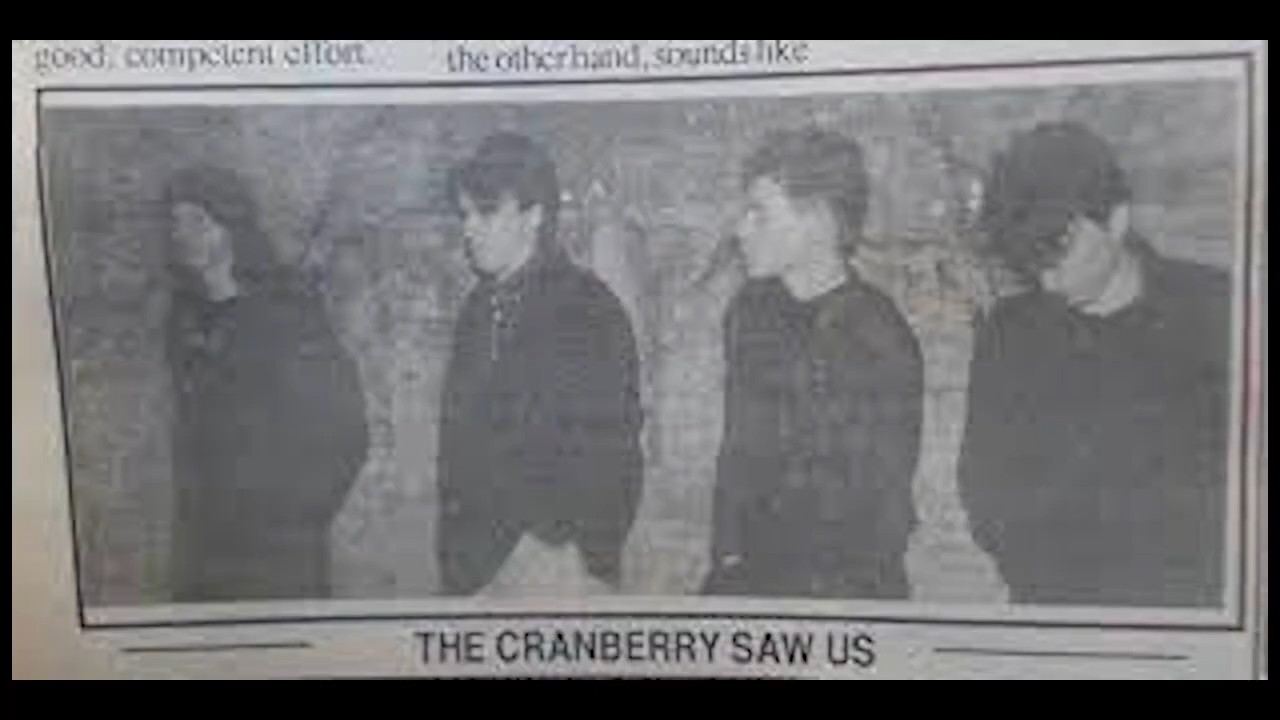 good, competent effort.
the other hand, sounds like
THE CRANBERRY SAW US